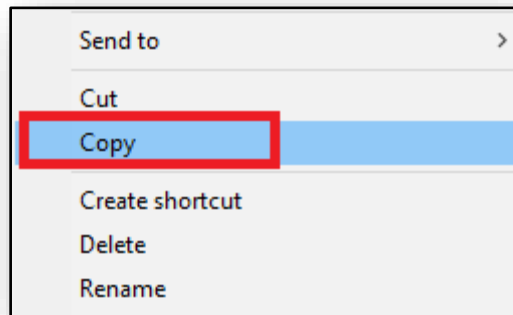 Send to
Cut
Copy
Create shortcut
Delete
Rename